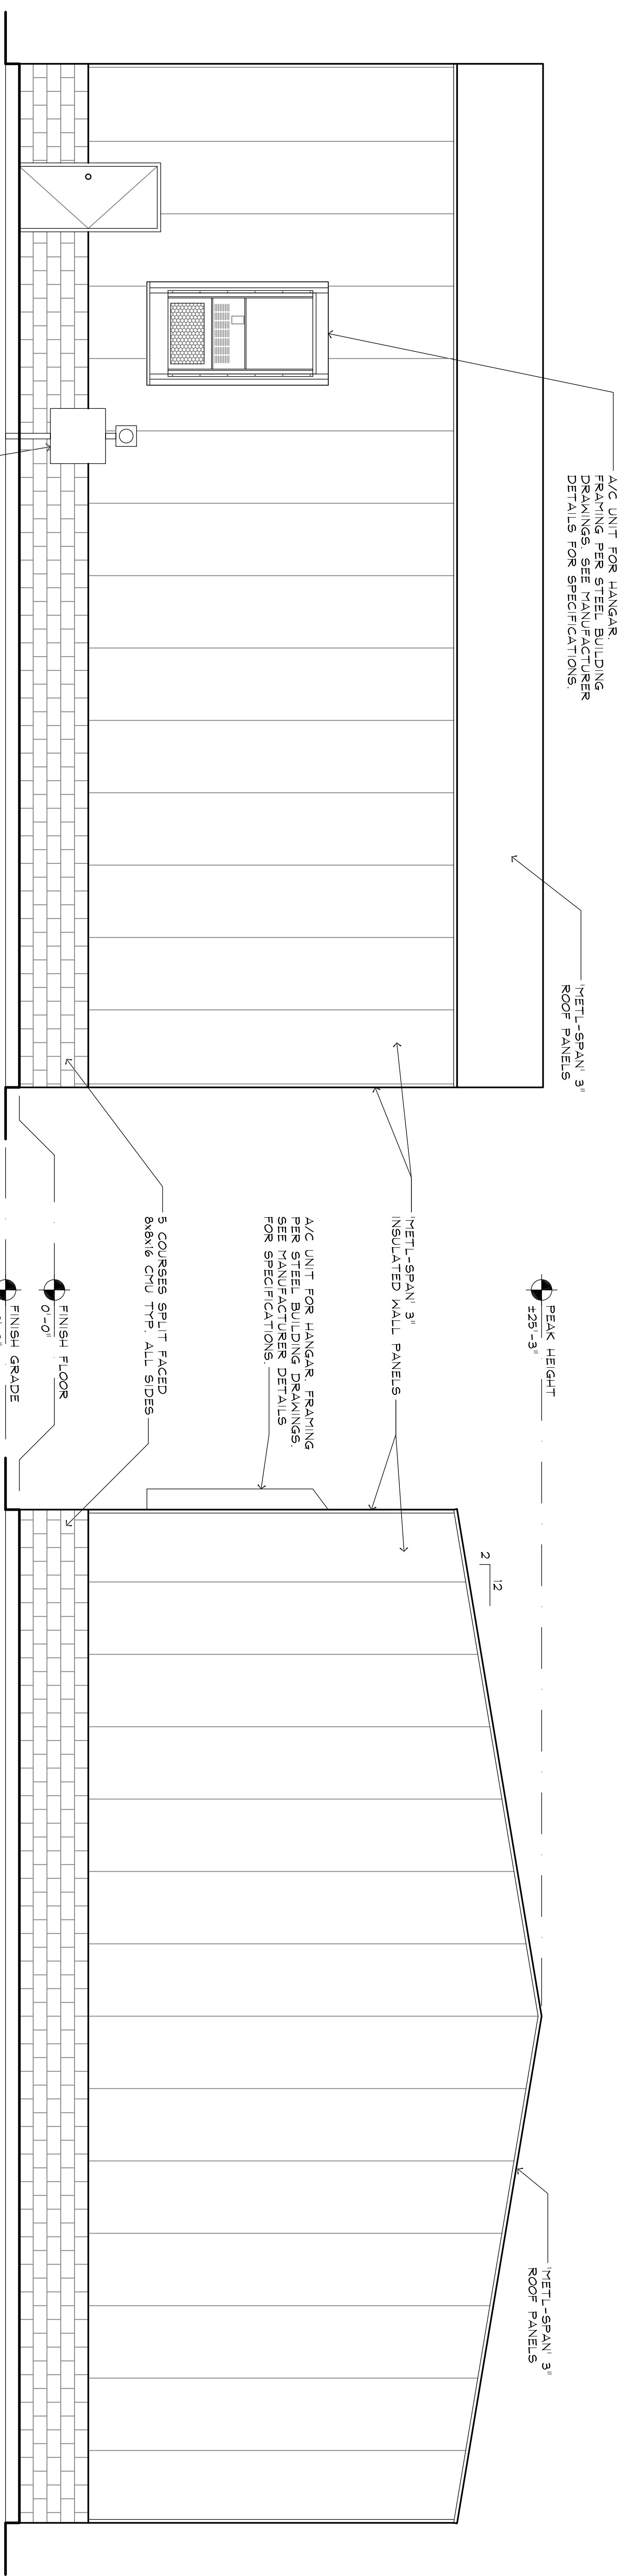 A/C UNIT FOR HANGAR.
FRAMING PER STEEL BUILDING
DRAWINGS. SEE MANUFACTURER
DETAILS FOR SPECIFICATIONS.
'METL-SPAN' 3"
ROOF PANELS
PEAK HEIGHT
±25'-3"
12
2
'METL-SPAN' 3"
ROOF PANELS
'METL-SPAN' 3"
INSULATED WALL PANELS
A/C UNIT FOR HANGAR. FRAMING
PER STEEL BUILDING DRAWINGS.
SEE MANUFACTURER DETAILS
FOR SPECIFICATIONS.
5 COURSES SPLIT FACED
8x8x16 CMU TYP. ALL SIDES
FINISH FLOOR
0'-0"
FINISH GRADE